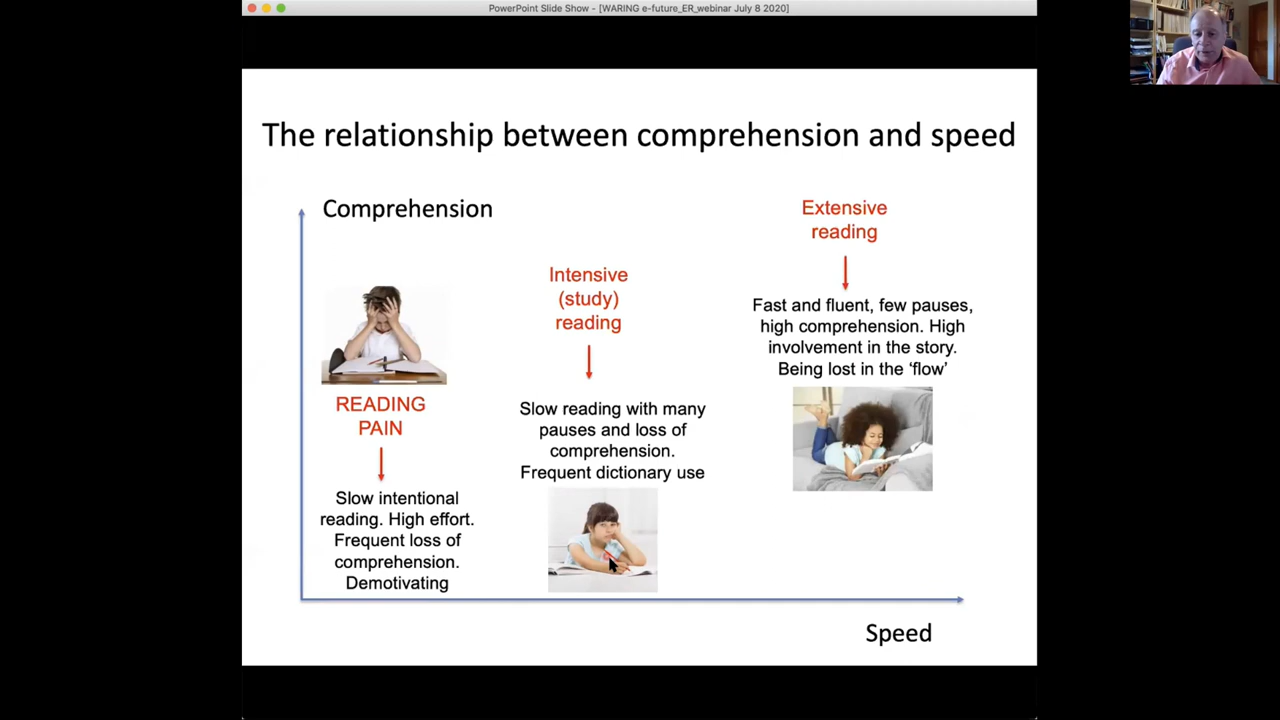 PowerPoint Slide Show - [WARING e-future_ER_webinar July 8 2020]
The relationship between comprehension and speed
Comprehension
READING
PAIN
Slow intentional
reading. High effort.
Frequent loss of
comprehension.
Demotivating
Intensive
(study)
reading
Slow reading with many
pauses and loss of
comprehension.
Frequent dictionary use
Extensive
reading
Fast and fluent, few pauses,
high comprehension. High
involvement in the story.
Being lost in the ‘flow’
Speed